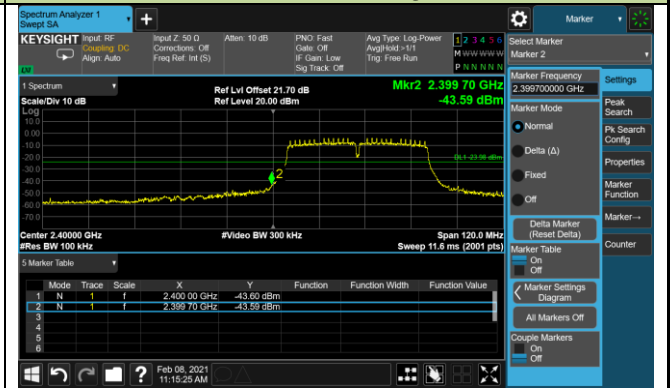 Spectrum Analyzer 1
Swept SA
+
Marker
KEYSIGHT
Input: RF
Coupling: DC
Align: Auto
Input Z: 50 Ω
Corrections: Off
Freq Ref: Int (S)
Atten: 10 dB
PNO: Fast
Gate: Off
IF Gain: Low
Sig Track: Off
Avg Type: Log-Power
Avg|Hold:>1/1
Trig: Free Run
1 2 3 4 5 6
M W W W W W
P N N N N N
Select Marker
Marker 2
1 Spectrum
Scale/Div 10 dB
Ref Lvl Offset 21.70 dB
Ref Level 20.00 dBm
Mkr2 2.399 70 GHz
-43.59 dBm
Log
10.0
0.00
-10.0
-20.0
-30.0
-40.0
-50.0
-60.0
-70.0
DL1 -23.98 dBm
2
Center 2.40000 GHz
#Res BW 100 kHz
#Video BW 300 kHz
Span 120.0 MHz
Sweep 11.6 ms (2001 pts)
5 Marker Table
Mode Trace Scale X Y Function Function Width Function Value
1 N 1 f 2.400 00 GHz -43.60 dBm
2 N 1 f 2.399 70 GHz -43.59 dBm
3
4
5
6
Marker Frequency
2.399700000 GHz
Marker Mode
Normal
Delta (Δ)
Fixed
Off
Delta Marker
(Reset Delta)
Marker Table
On
Off
Marker Settings
Diagram
All Markers Off
Couple Markers
On
Off
Settings
Peak
Search
Pk Search
Config
Properties
Marker
Function
Marker→
Counter
?
Feb 08, 2021
11:15:25 AM